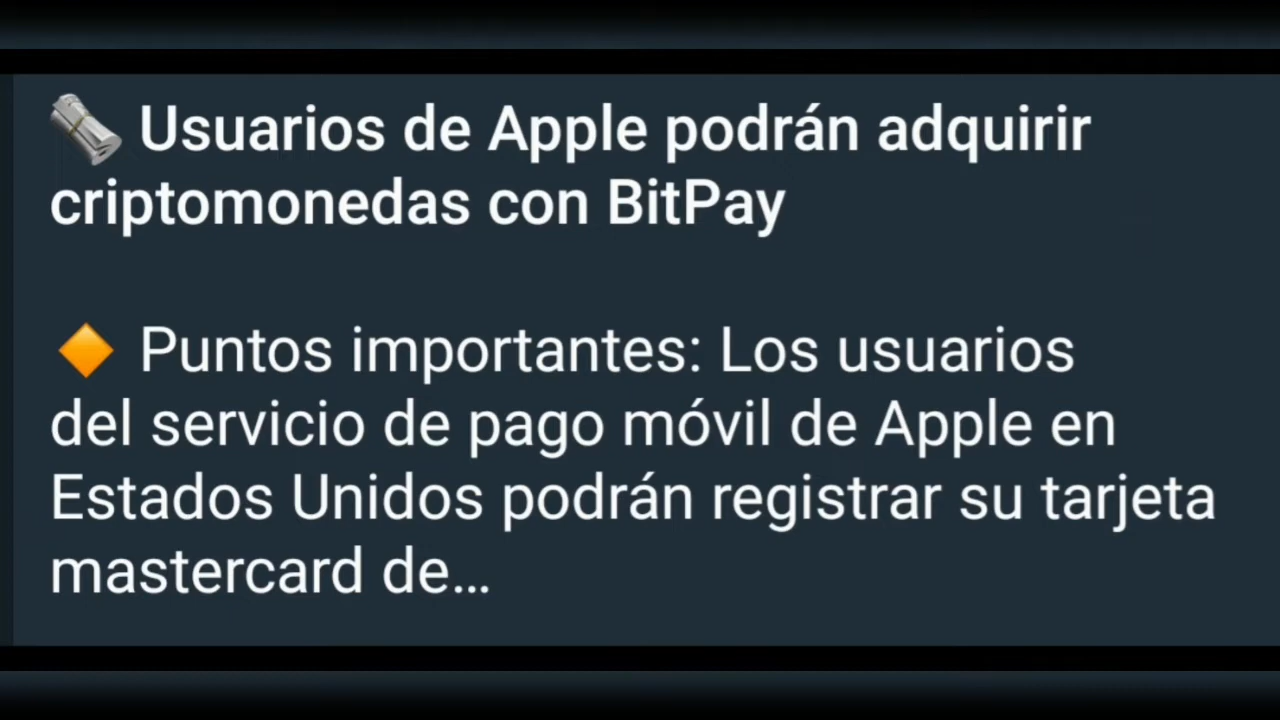 🗞 Usuarios de Apple podrán adquirir
criptomonedas con BitPay
🔶 Puntos importantes: Los usuarios
del servicio de pago móvil de Apple en
Estados Unidos podrán registrar su tarjeta
mastercard de...